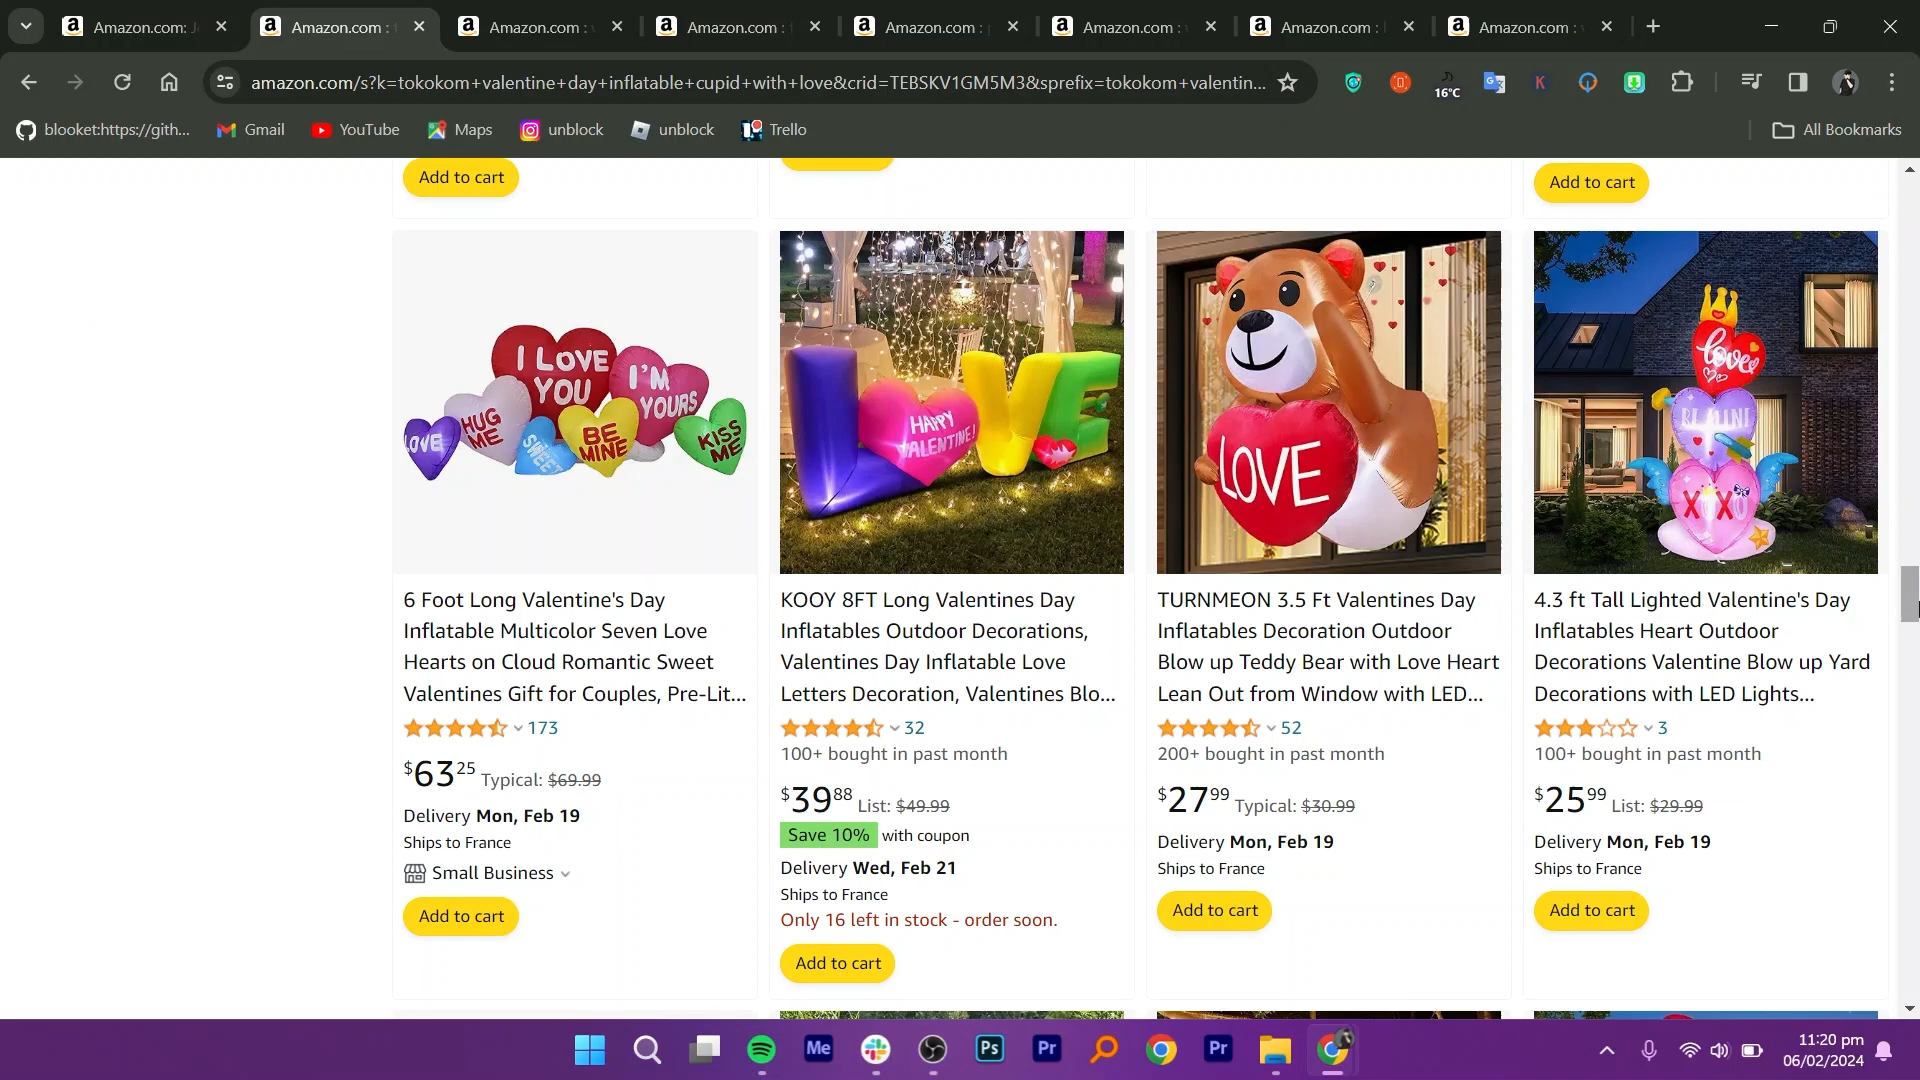 Amazon.com: J
Amazon.com : t
Amazon.com :
Amazon.com :
Amazon.com :
Amazon.com :
Amazon.com :
Amazon.com :
amazon.com/s?k=tokokom+valentine+day+inflatable+cupid+with+love&crid=TEBSKV1GM5M3&sprefix=tokokom+valentin...
16°C
K
blooket:https://gith...
Gmail
YouTube
Maps
unblock
unblock
Trello
All Bookmarks
Add to cart
Add to cart
I LOVE
YOU
I'M
YOURS
HUG
ME
LOVE
SWEET
BE
MINE
KISS
ME
LOVE
HAPPY
VALENTINE!
LOVE
love
BE MINE
XOXO
6 Foot Long Valentine's Day
Inflatable Multicolor Seven Love
Hearts on Cloud Romantic Sweet
Valentines Gift for Couples, Pre-Lit...
173
$63 25 Typical: $69.99
Delivery Mon, Feb 19
Ships to France
Small Business
Add to cart
KOOY 8FT Long Valentines Day
Inflatables Outdoor Decorations,
Valentines Day Inflatable Love
Letters Decoration, Valentines Blo...
32
100+ bought in past month
$39 88 List: $49.99
Save 10% with coupon
Delivery Wed, Feb 21
Ships to France
Only 16 left in stock - order soon.
Add to cart
TURNMEON 3.5 Ft Valentines Day
Inflatables Decoration Outdoor
Blow up Teddy Bear with Love Heart
Lean Out from Window with LED...
52
200+ bought in past month
$27 99 Typical: $30.99
Delivery Mon, Feb 19
Ships to France
Add to cart
4.3 ft Tall Lighted Valentine's Day
Inflatables Heart Outdoor
Decorations Valentine Blow up Yard
Decorations with LED Lights...
3
100+ bought in past month
$25 99 List: $29.99
Delivery Mon, Feb 19
Ships to France
Add to cart
Me
Ps
Pr
Pr
11:20 pm
06/02/2024